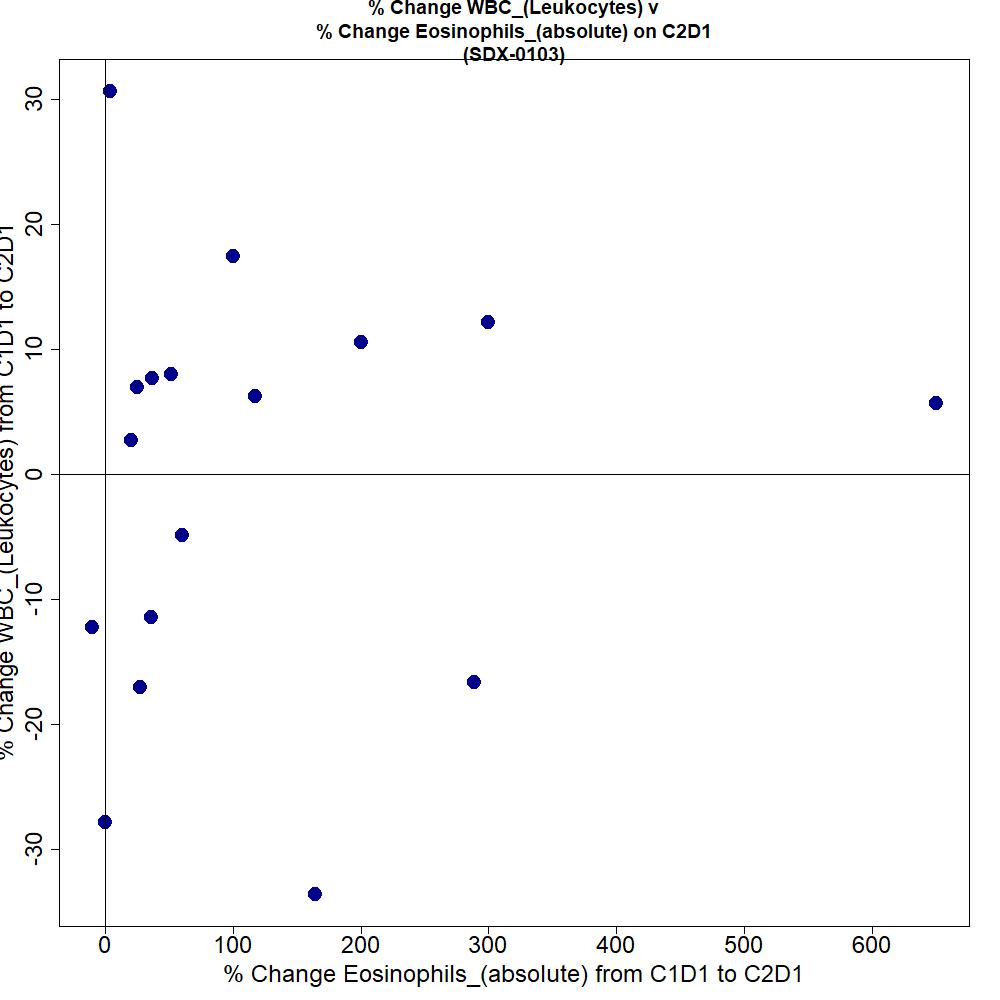 % Change WBC_(Leukocytes) v
% Change Eosinophils_(absolute) on C2D1
(SDX-0103)
% Change WBC_(Leukocytes) from C1D1 to C2D1
30
20
10
0
-10
-20
-30
0 100 200 300 400 500 600
% Change Eosinophils_(absolute) from C1D1 to C2D1